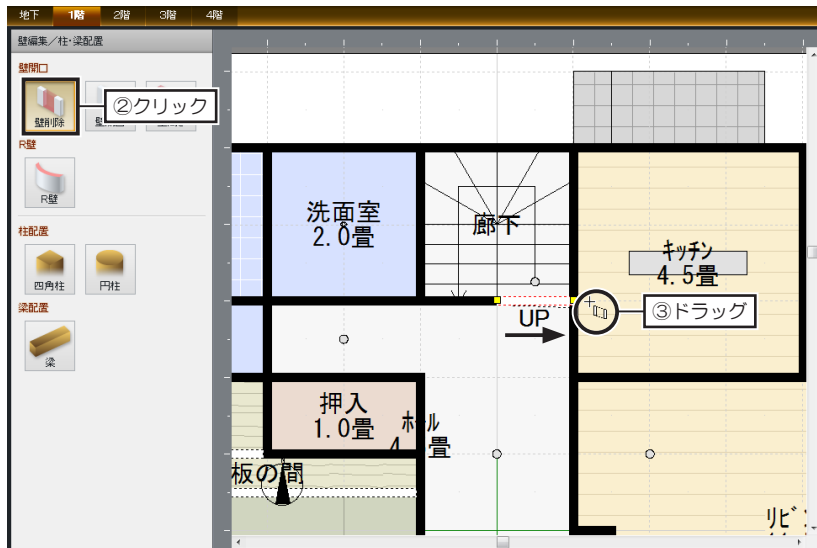 地下 1階 2階 3階 4階
壁編集／柱・梁配置
壁開口
壁削除
②クリック
R壁
R壁
柱配置
四角柱 円柱
梁配置
梁
洗面室
2.0畳
廊下
キッチン
4.5畳
UP
③ドラッグ
押入
1.0畳
ホール
畳
板の間
リビ